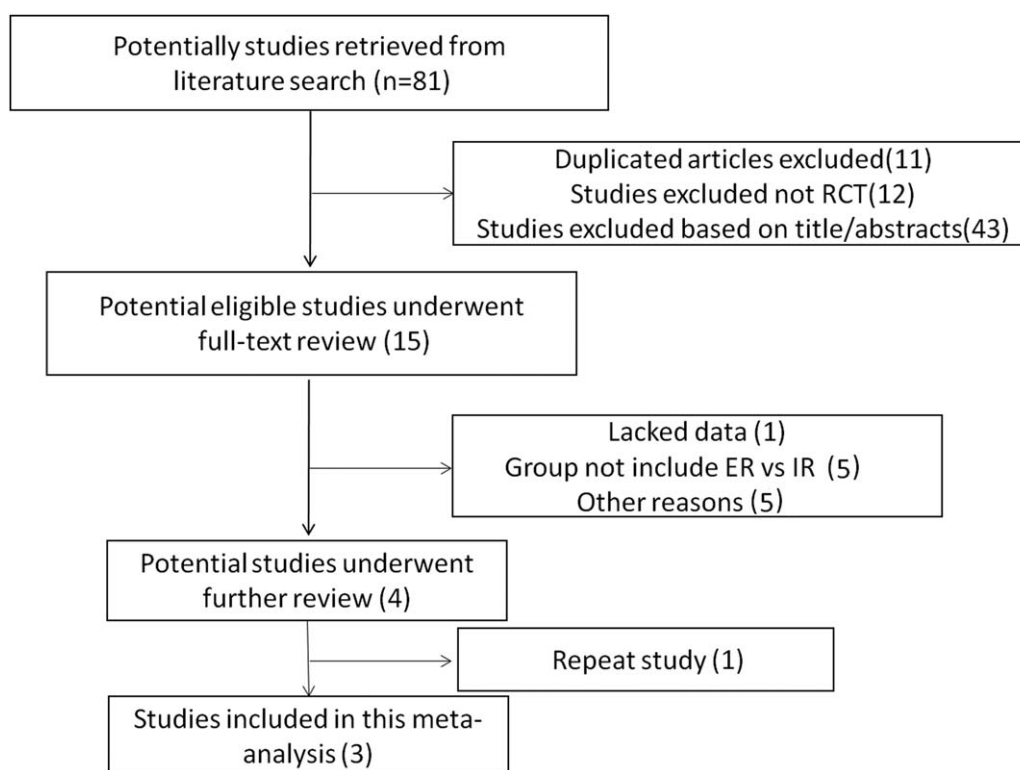 Potentially studies retrieved from
literature search (n=81)
Duplicated articles excluded(11)
Studies excluded not RCT(12)
Studies excluded based on title/abstracts(43)
Potential eligible studies underwent
full-text review (15)
Lacked data (1)
Group not include ER vs IR (5)
Other reasons (5)
Potential studies underwent
further review (4)
Repeat study (1)
Studies included in this meta-
analysis (3)